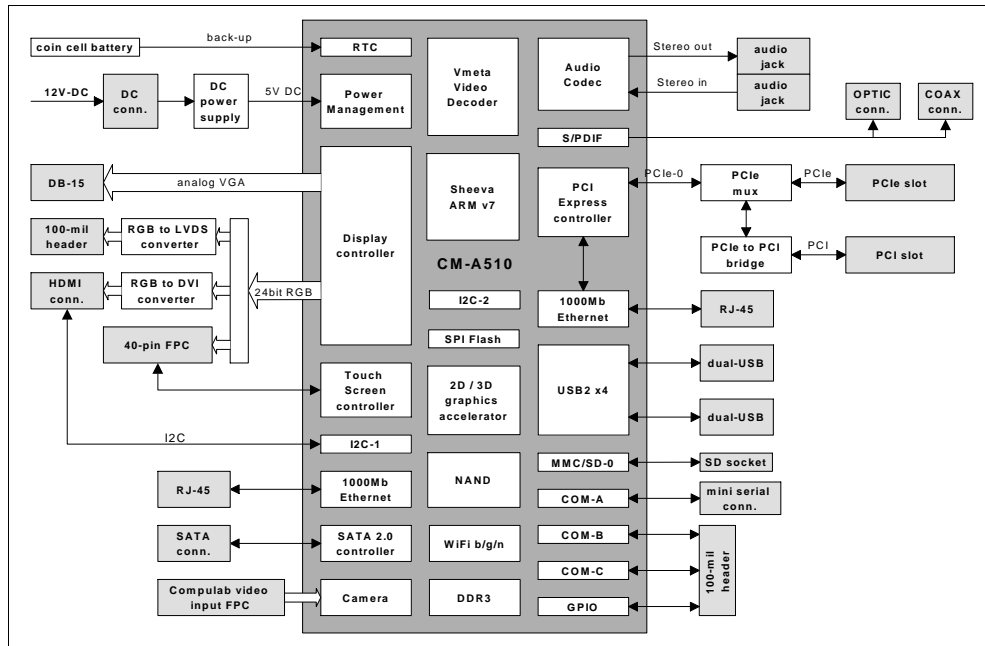 coin cell battery
back-up
RTC
12V-DC
DC
conn.
DC
power
supply
5V DC
Power
Management
DB-15
analog VGA
100-mil
header
RGB to LVDS
converter
HDMI
conn.
RGB to DVI
converter
24bit RGB
Display
controller
40-pin FPC
Touch
Screen
controller
I2C
I2C-1
RJ-45
1000Mb
Ethernet
SATA
conn.
SATA 2.0
controller
Compulab video
input FPC
Camera
Vmeta
Video
Decoder
Sheeva
ARM v7
CM-A510
I2C-2
SPI Flash
2D / 3D
graphics
accelerator
NAND
WiFi b/g/n
DDR3
Audio
Codec
Stereo out
audio
jack
Stereo in
audio
jack
S/PDIF
OPTIC
conn.
COAX
conn.
PCI
Express
controller
PCIe-0
PCIe
mux
PCIe
PCIe slot
PCIe to PCI
bridge
PCI
PCI slot
1000Mb
Ethernet
RJ-45
USB2 x4
dual-USB
dual-USB
MMC/SD-0
SD socket
COM-A
mini serial
conn.
COM-B
COM-C
GPIO
100-mil
header